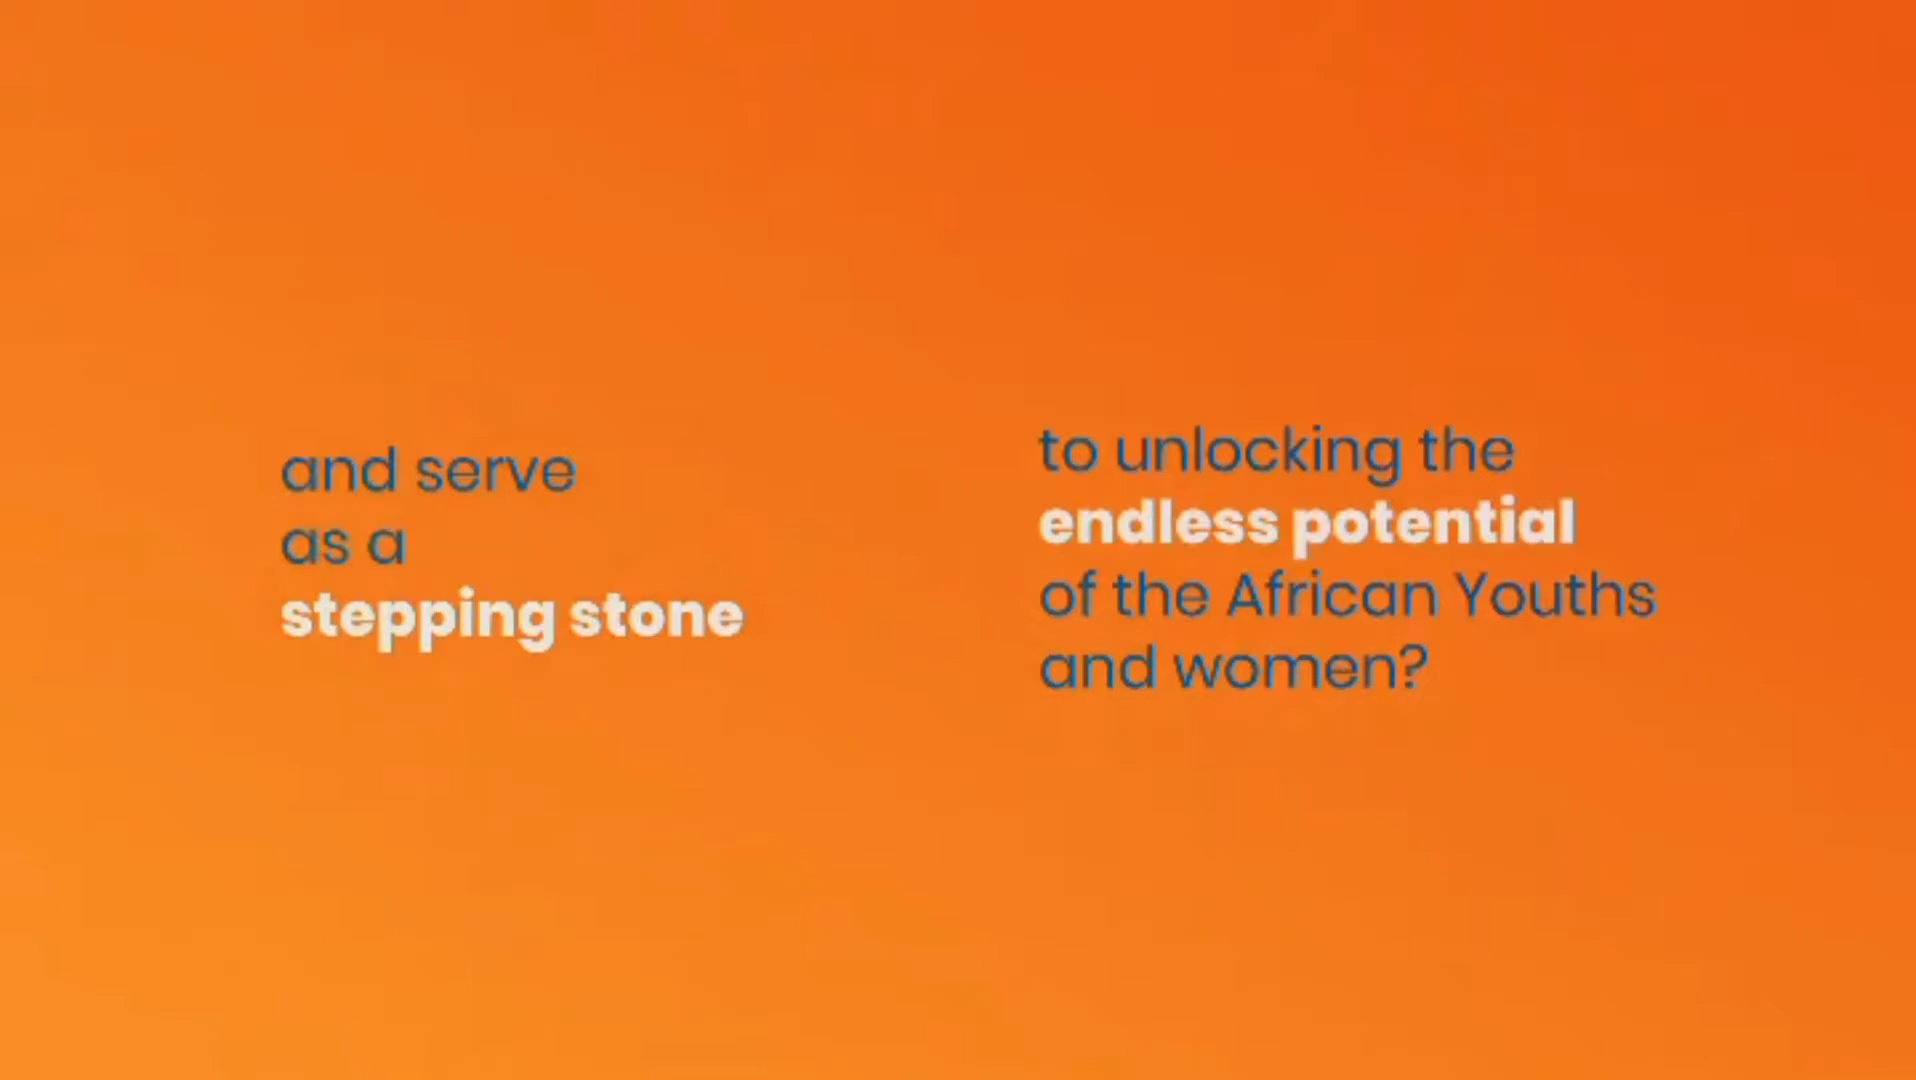 and serve
as a
stepping stone
to unlocking the
endless potential
of the African Youths
and women?